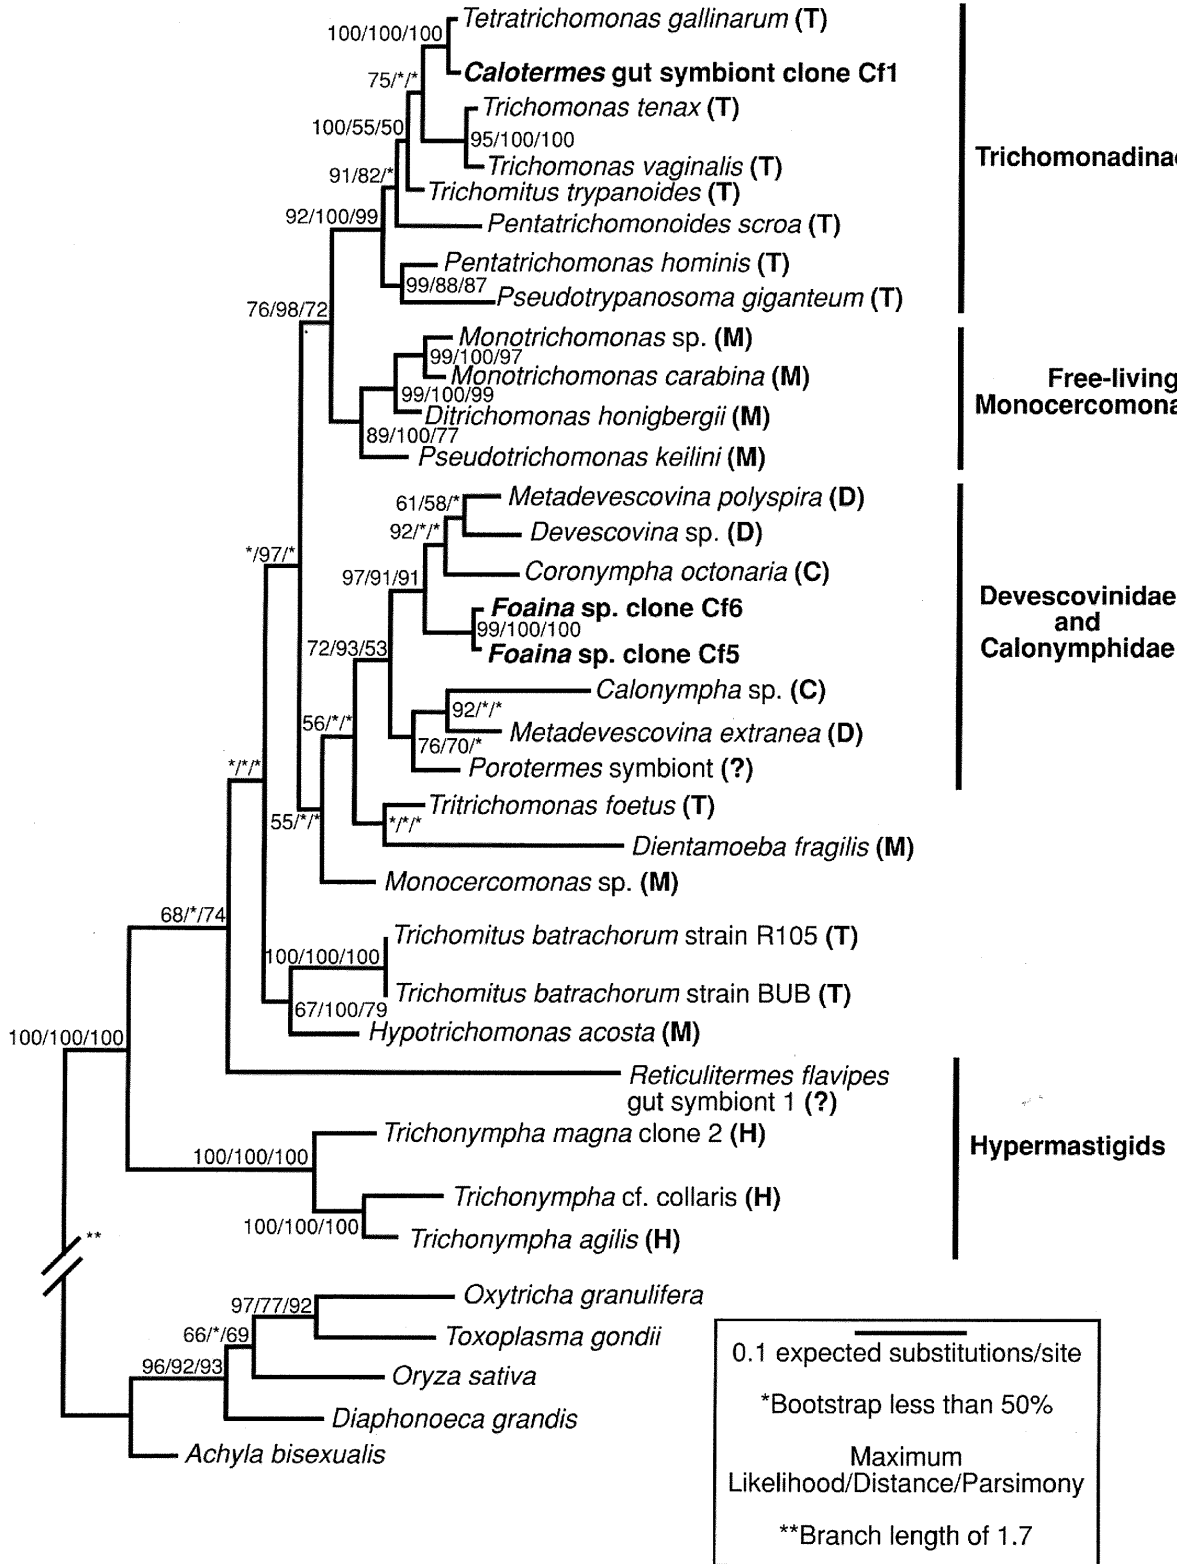 Tetratrichomonas gallinarum (T)
100/100/100
Calotermes gut symbiont clone Cf1
75/*/*
Trichomonas tenax (T)
100/55/50
95/100/100
Trichomonadinae
Trichomonas vaginalis (T)
91/82/*
Trichomitus trypanoides (T)
92/100/99
Pentatrichomonoides scroa (T)
Pentatrichomonas hominis (T)
99/88/87
Pseudotrypanosoma giganteum (T)
76/98/72
Monotrichomonas sp. (M)
99/100/97
Monotrichomonas carabina (M)
Free-living
Monocercomona
99/100/99
Ditrichomonas honigbergii (M)
89/100/77
Pseudotrichomonas keilini (M)
Metadevescovina polyspira (D)
61/58/*
92/*/*
Devescovina sp. (D)
*/97/*
97/91/91
Coronympha octonaria (C)
Devescovinidae
and
Calonymphidae
Foaina sp. clone Cf6
99/100/100
72/93/53
Foaina sp. clone Cf5
Calonympha sp. (C)
92/*/*
56/*/*
Metadevescovina extranea (D)
76/70/*
*/*/*
Porotermes symbiont (?)
Tritrichomonas foetus (T)
55/*/*
*/*/*
Dientamoeba fragilis (M)
Monocercomonas sp. (M)
68/*/74
Trichomitus batrachorum strain R105 (T)
100/100/100
Trichomitus batrachorum strain BUB (T)
67/100/79
Hypotrichomonas acosta (M)
100/100/100
Reticulitermes flavipes
gut symbiont 1 (?)
Trichonympha magna clone 2 (H)
Hypermastigids
100/100/100
Trichonympha cf. collaris (H)
100/100/100
Trichonympha agilis (H)
**
Oxytricha granulifera
97/77/92
66/*/69
Toxoplasma gondii
96/92/93
Oryza sativa
Diaphonoeca grandis
Achyla bisexualis
0.1 expected substitutions/site
*Bootstrap less than 50%
Maximum
Likelihood/Distance/Parsimony
**Branch length of 1.7